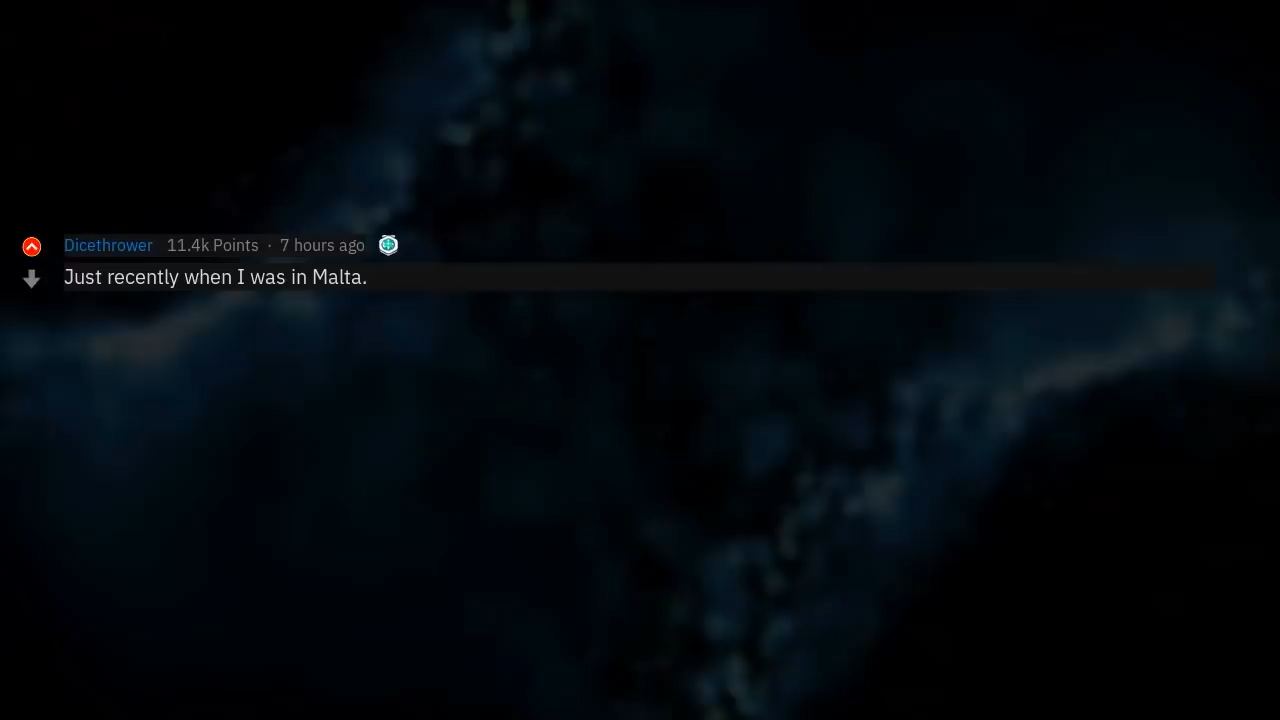 Dicethrower 11.4k Points · 7 hours ago
Just recently when I was in Malta.